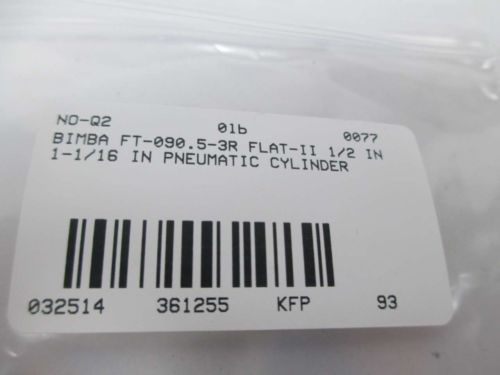 NO-Q2 01b 0077
BIMBA FT-090.5-3R FLAT-II 1/2 IN
1-1/16 IN PNEUMATIC CYLINDER
032514 361255 KFP 93